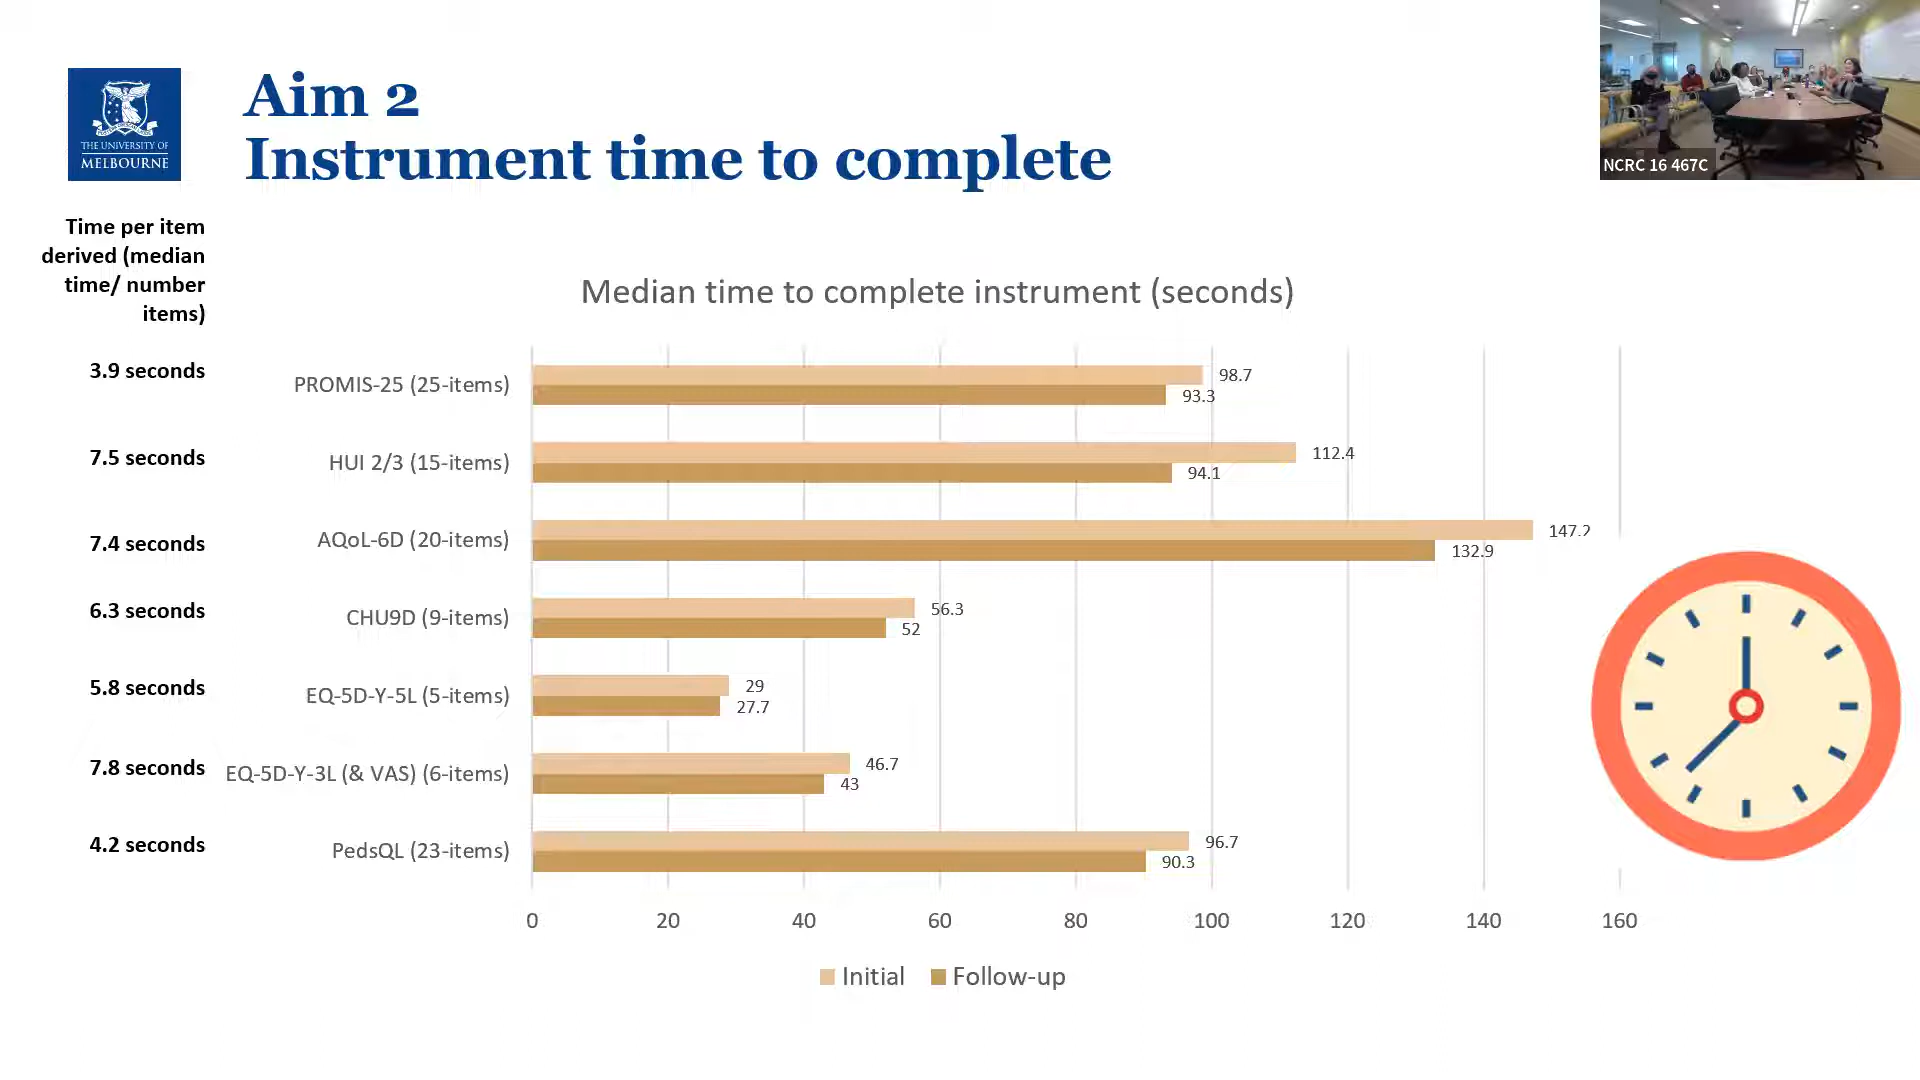 Aim 2
Instrument time to complete
THE UNIVERSITY OF
MELBOURNE
NCRC 16 467C
Time per item
derived (median
time/ number
items)
Median time to complete instrument (seconds)
3.9 seconds
PROMIS-25 (25-items)
98.7
93.3
7.5 seconds
HUI 2/3 (15-items)
112.4
94.1
7.4 seconds
AQoL-6D (20-items)
147.2
132.9
6.3 seconds
CHU9D (9-items)
56.3
52
5.8 seconds
EQ-5D-Y-5L (5-items)
29
27.7
7.8 seconds
EQ-5D-Y-3L (& VAS) (6-items)
46.7
43
4.2 seconds
PedsQL (23-items)
96.7
90.3
0 20 40 60 80 100 120 140 160
Initial Follow-up